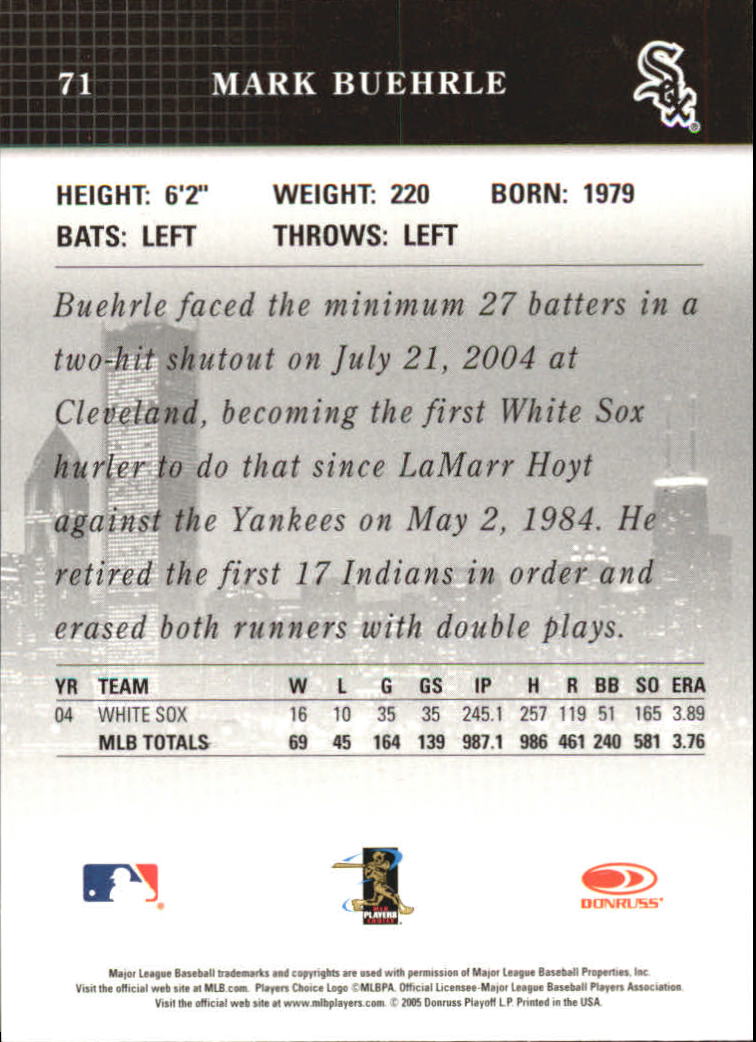 71 MARK BUEHRLE
Sox
®
HEIGHT: 6'2" WEIGHT: 220 BORN: 1979
BATS: LEFT THROWS: LEFT
Buehrle faced the minimum 27 batters in a
two-hit shutout on July 21, 2004 at
Cleveland, becoming the first White Sox
hurler to do that since LaMarr Hoyt
against the Yankees on May 2, 1984. He
retired the first 17 Indians in order and
erased both runners with double plays.
YR TEAM W L G GS IP H R BB SO ERA
04 WHITE SOX 16 10 35 35 245.1 257 119 51 165 3.89
MLB TOTALS 69 45 164 139 987.1 986 461 240 581 3.76
MLB
PLAYERS
CHOICE
DONRUSS
Major League Baseball trademarks and copyrights are used with permission of Major League Baseball Properties, Inc.
Visit the official web site at MLB.com. Players Choice Logo ©MLBPA. Official Licensee-Major League Baseball Players Association.
Visit the official web site at www.mlbplayers.com. © 2005 Donruss Playoff L.P. Printed in the USA.